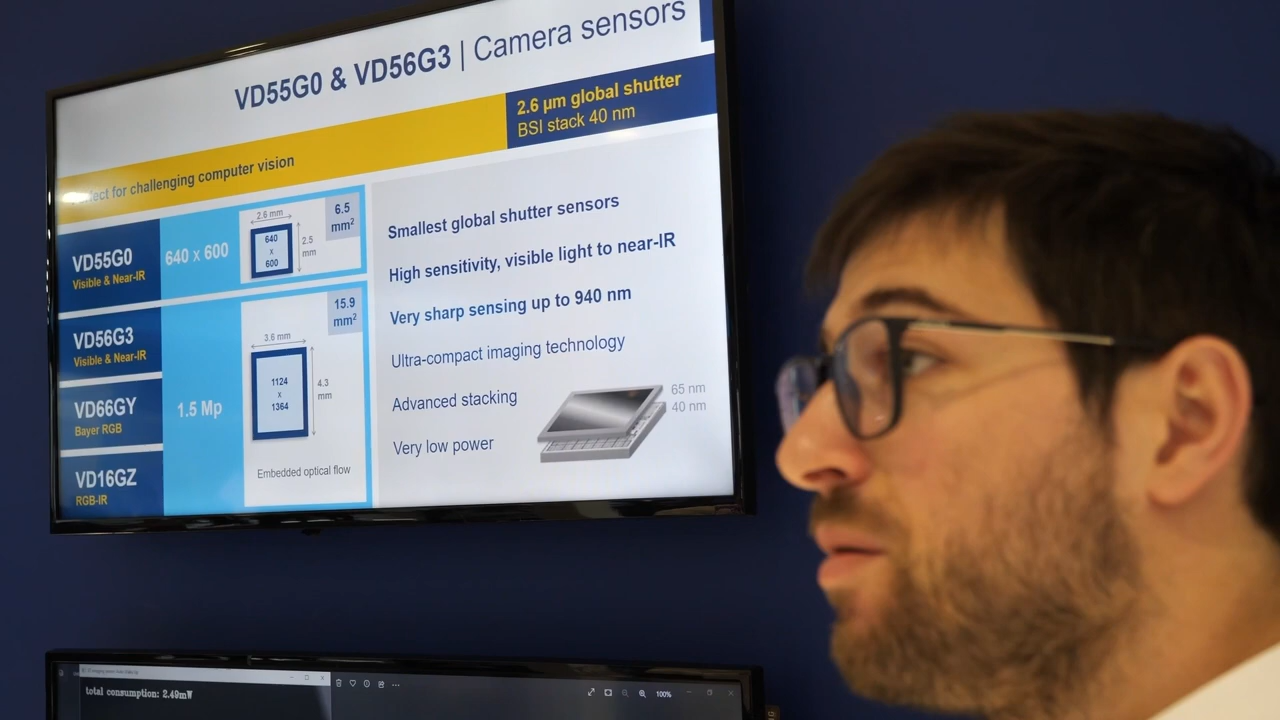 VD55G0 & VD56G3 | Camera sensors
2.6 µm global shutter
BSI stack 40 nm
for challenging computer vision
VD55G0
Visible & Near-IR
640 x 600
2.6 mm
640
x
600
2.5
mm
6.5
mm²
VD56G3
Visible & Near-IR
VD66GY
Bayer RGB
VD16GZ
RGB-IR
1.5 Mp
3.6 mm
1124
x
1364
4.3
mm
15.9
mm²
Embedded optical flow
Smallest global shutter sensors
High sensitivity, visible light to near-IR
Very sharp sensing up to 940 nm
Ultra-compact imaging technology
Advanced stacking
Very low power
65 nm
40 nm
total consumption: 2.49mW
100%